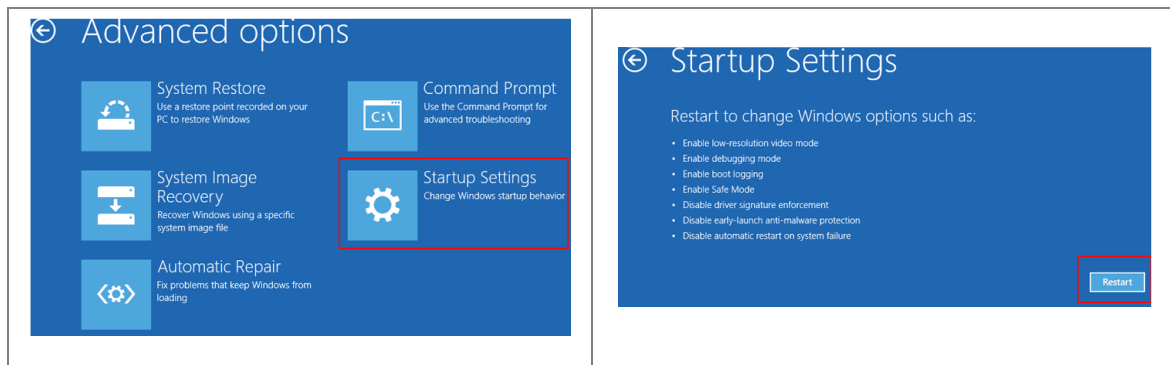 Advanced options
System Restore
Use a restore point recorded on your
PC to restore Windows
Command Prompt
Use the Command Prompt for
advanced troubleshooting
C:\
System Image
Recovery
Recover Windows using a specific
system image file
Startup Settings
Change Windows startup behavior
Automatic Repair
Fix problems that keep Windows from
loading
Startup Settings
Restart to change Windows options such as:
• Enable low-resolution video mode
• Enable debugging mode
• Enable boot logging
• Enable Safe Mode
• Disable driver signature enforcement
• Disable early-launch anti-malware protection
• Disable automatic restart on system failure
Restart